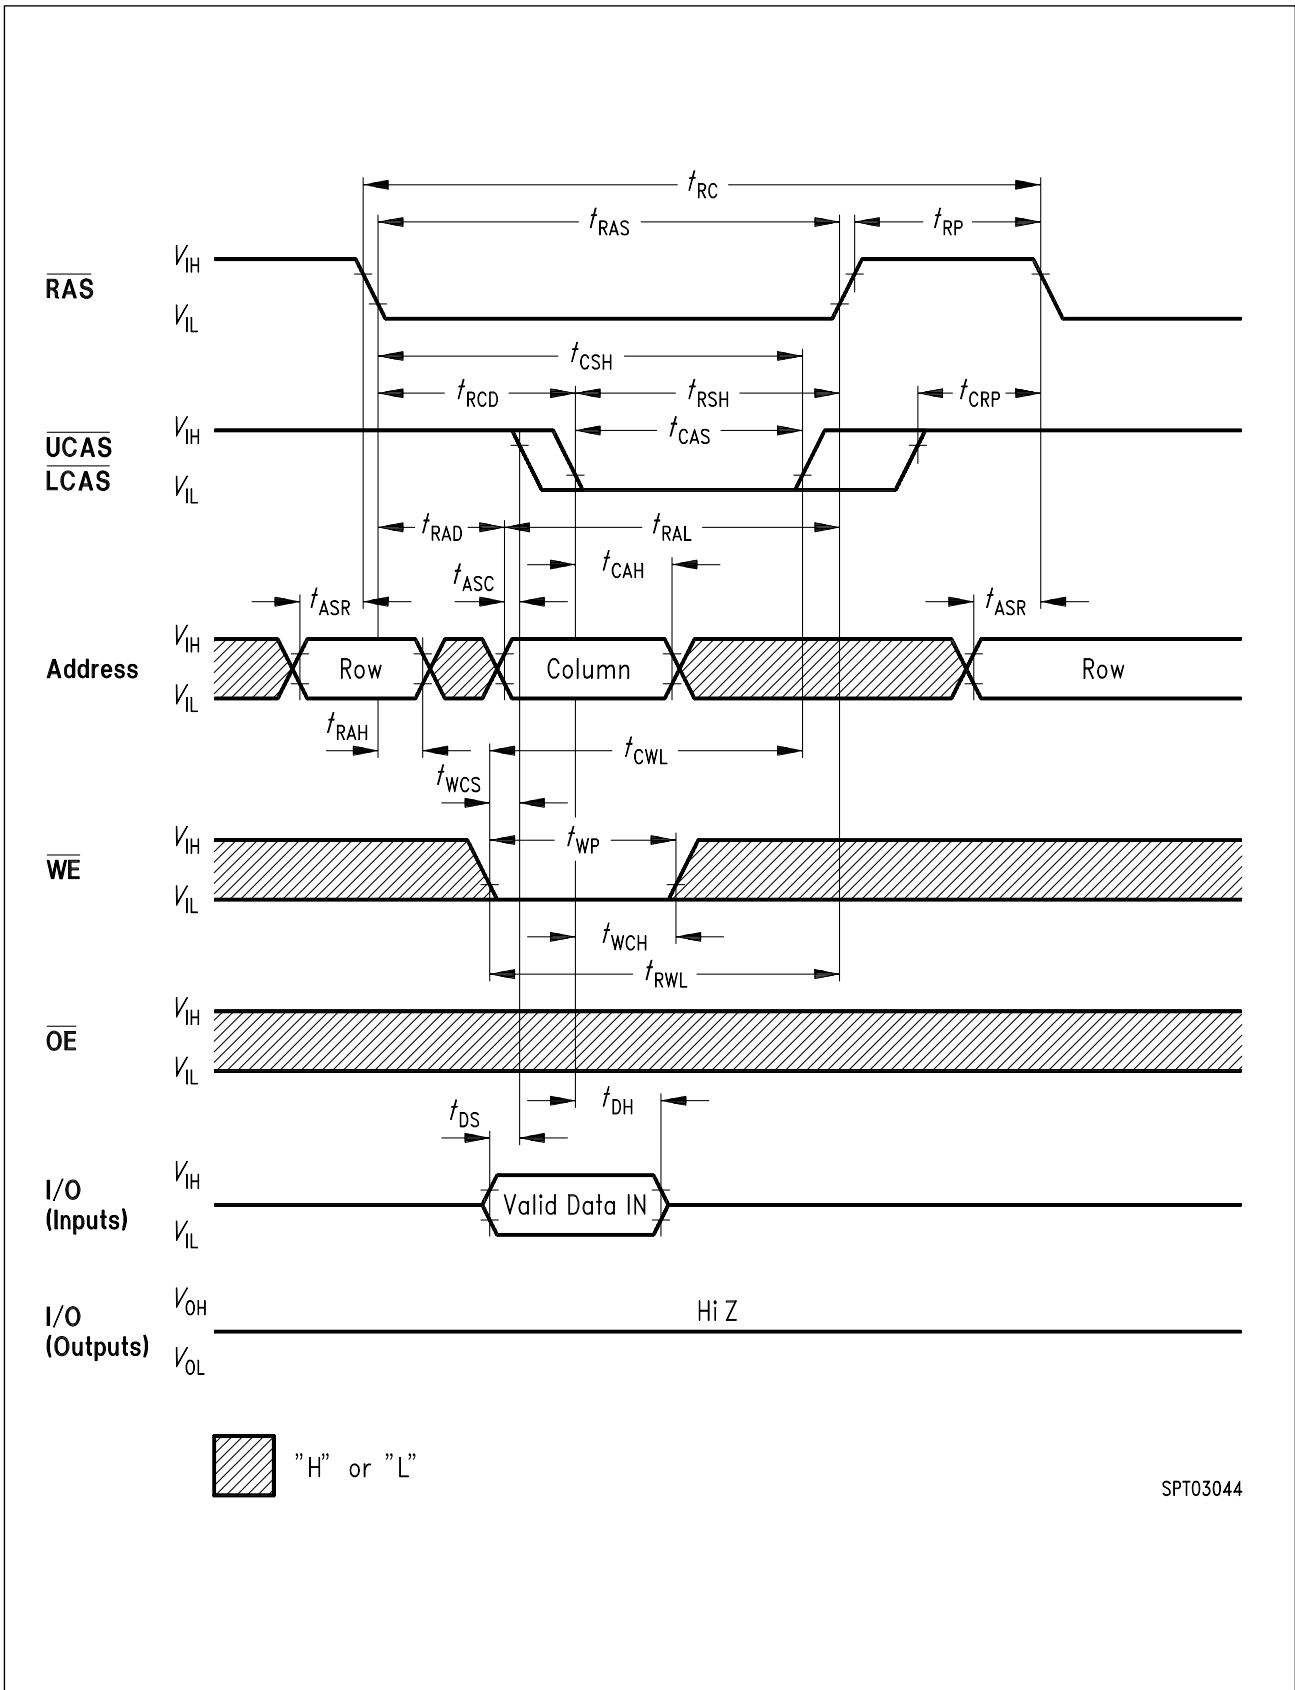 tRC
tRAS
tRP
RAS
VIH
VIL
tCSH
tRCD
tRSH
tCRP
UCAS
LCAS
VIH
tCAS
VIL
tRAD
tRAL
tASC
tCAH
tASR
tASR
Address
VIH
Row
Column
Row
VIL
tRAH
tCWL
tWCS
WE
VIH
tWP
VIL
tWCH
tRWL
OE
VIH
VIL
tDS
tDH
I/O
(Inputs)
VIH
Valid Data IN
VIL
I/O
(Outputs)
VOH
Hi Z
VOL
"H" or "L"
SPT03044